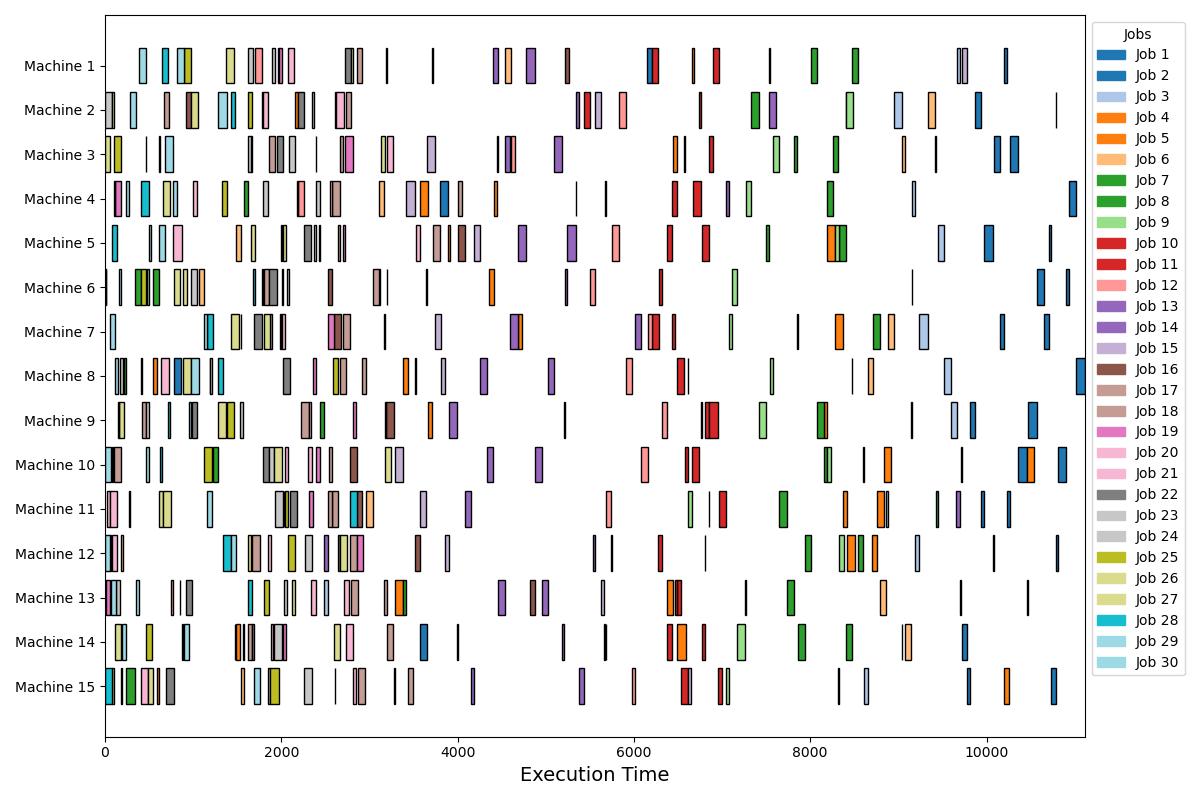 Machine 1
Machine 2
Machine 3
Machine 4
Machine 5
Machine 6
Machine 7
Machine 8
Machine 9
Machine 10
Machine 11
Machine 12
Machine 13
Machine 14
Machine 15
0 2000 4000 6000 8000 10000
Execution Time
Jobs
Job 1
Job 2
Job 3
Job 4
Job 5
Job 6
Job 7
Job 8
Job 9
Job 10
Job 11
Job 12
Job 13
Job 14
Job 15
Job 16
Job 17
Job 18
Job 19
Job 20
Job 21
Job 22
Job 23
Job 24
Job 25
Job 26
Job 27
Job 28
Job 29
Job 30